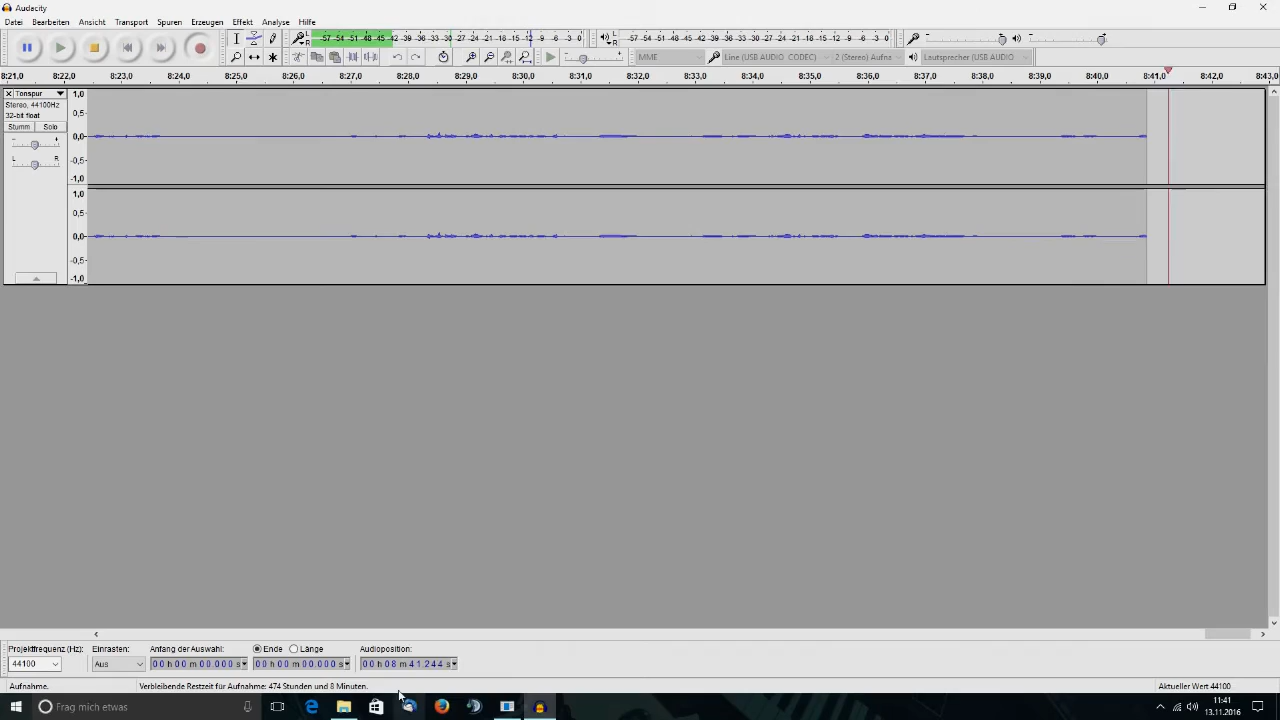 Audacity
Datei Bearbeiten Ansicht Transport Spuren Erzeugen Effekt Analyse Hilfe
L R -57 -54 -51 -48 -45 -42 -39 -36 -33 -30 -27 -24 -21 -18 -15 -12 -9 -6 -3 0 L R -57 -54 -51 -48 -45 -42 -39 -36 -33 -30 -27 -24 -21 -18 -15 -12 -9 -6 -3 0
MME Line (USB AUDIO CODEC) 2 (Stereo) Aufna Lautsprecher (USB AUDIO
8:21,0 8:22,0 8:23,0 8:24,0 8:25,0 8:26,0 8:27,0 8:28,0 8:29,0 8:30,0 8:31,0 8:32,0 8:33,0 8:34,0 8:35,0 8:36,0 8:37,0 8:38,0 8:39,0 8:40,0 8:41,0 8:42,0 8:43,0
Tonspur
Stereo, 44100Hz
32-bit float
Stumm Solo
- +
L R
1,0
0,5
0,0
-0,5
-1,0
1,0
0,5
0,0
-0,5
-1,0
Projektfrequenz (Hz): Einrasten: Anfang der Auswahl: Ende Länge Audioposition:
44100 Aus 00 h 00 m 00.000 s 00 h 00 m 00.000 s 00 h 08 m 41.244 s
Aufnahme. Verbleibende Restzeit für Aufnahme: 474 Stunden und 8 Minuten. Aktueller Wert 44100
Frag mich etwas
11:41
13.11.2016